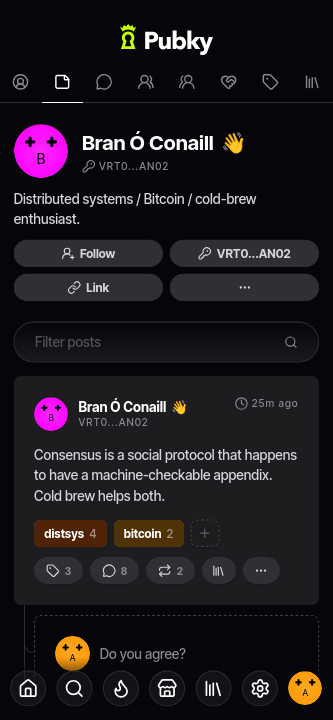 Pubky
B
Bran Ó Conaill 👋
VRT0...AN02
Distributed systems / Bitcoin / cold-brew
enthusiast.
Follow
VRT0...AN02
Link
Filter posts
B
Bran Ó Conaill 👋
25m ago
VRT0...AN02
Consensus is a social protocol that happens
to have a machine-checkable appendix.
Cold brew helps both.
distsys 4
bitcoin 2
3
8
2
A
Do you agree?
A